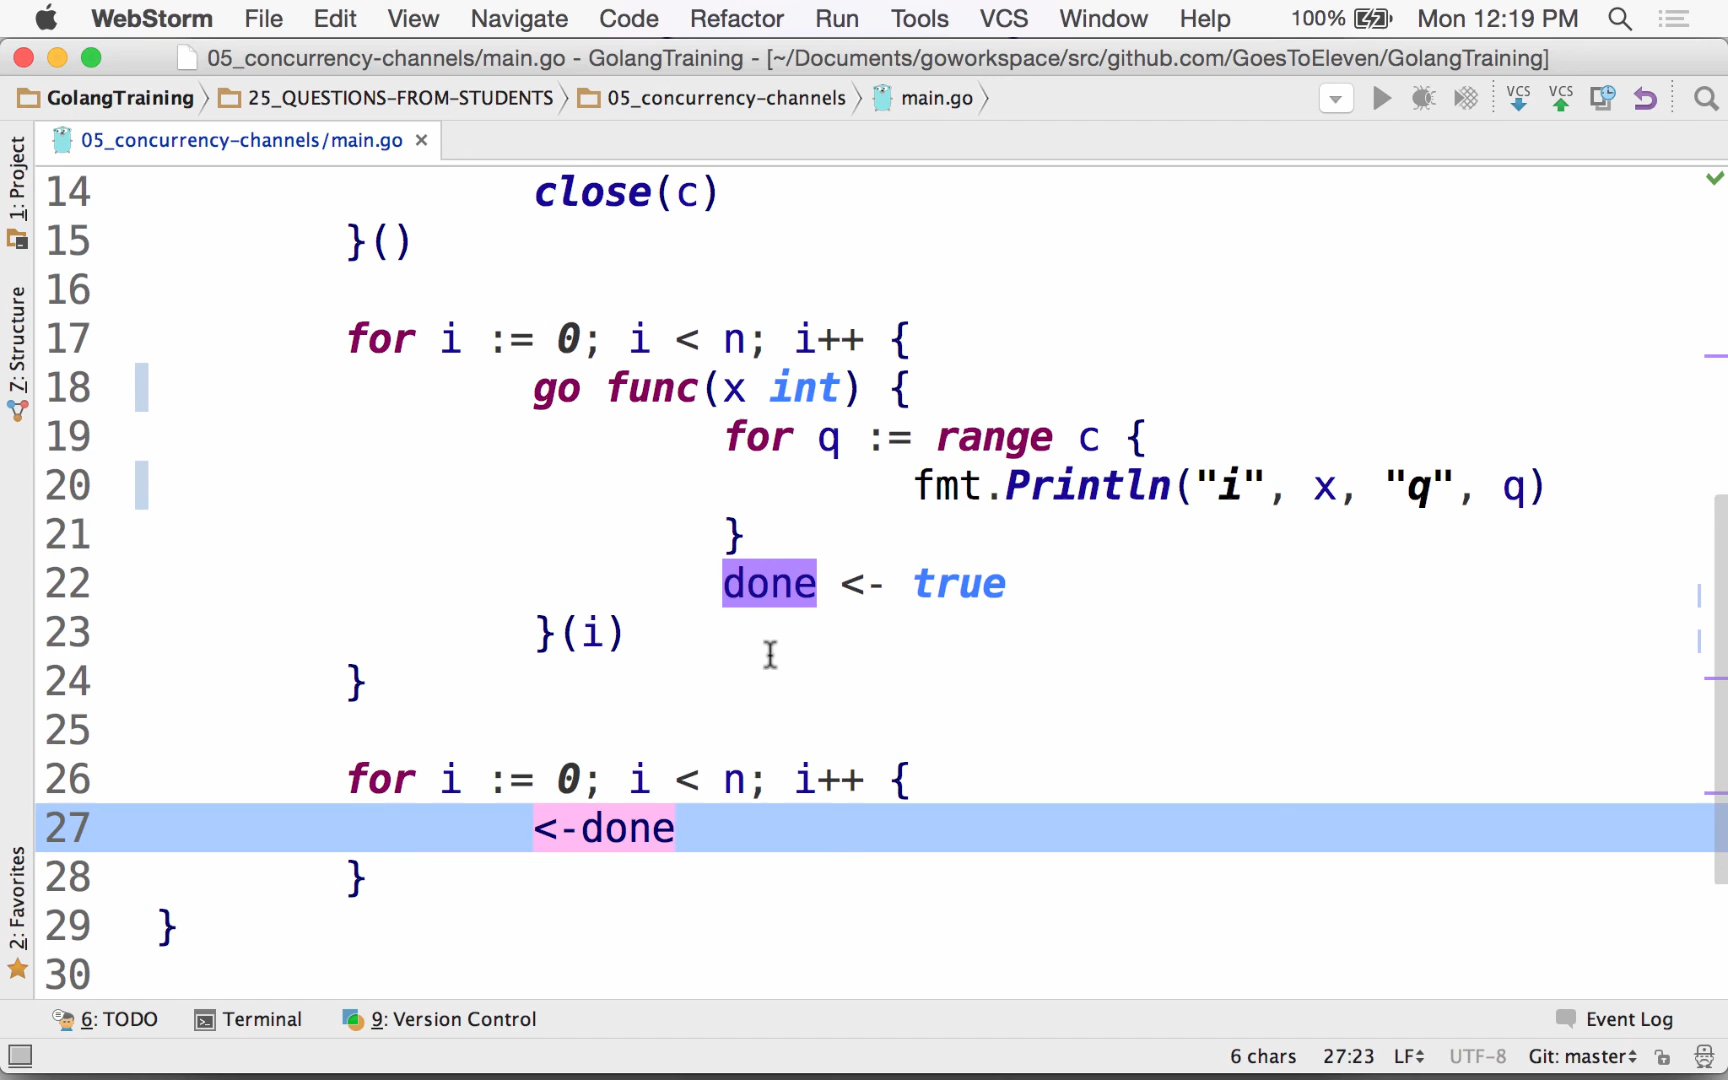 WebStorm File Edit View Navigate Code Refactor Run Tools VCS Window Help 100% Mon 12:19 PM
05_concurrency-channels/main.go - GolangTraining - [~/Documents/goworkspace/src/github.com/GoesToEleven/GolangTraining]
GolangTraining 25_QUESTIONS-FROM-STUDENTS 05_concurrency-channels main.go VCS VCS
05_concurrency-channels/main.go ×
1: Project
Z: Structure
2: Favorites
14 close(c)
15 }()
16
17 for i := 0; i < n; i++ {
18 go func(x int) {
19 for q := range c {
20 fmt.Println("i", x, "q", q)
21 }
22 done <- true
23 }(i)
24 }
25
26 for i := 0; i < n; i++ {
27 <-done
28 }
29 }
30
6: TODO Terminal 9: Version Control Event Log
6 chars 27:23 LF UTF-8 Git: master